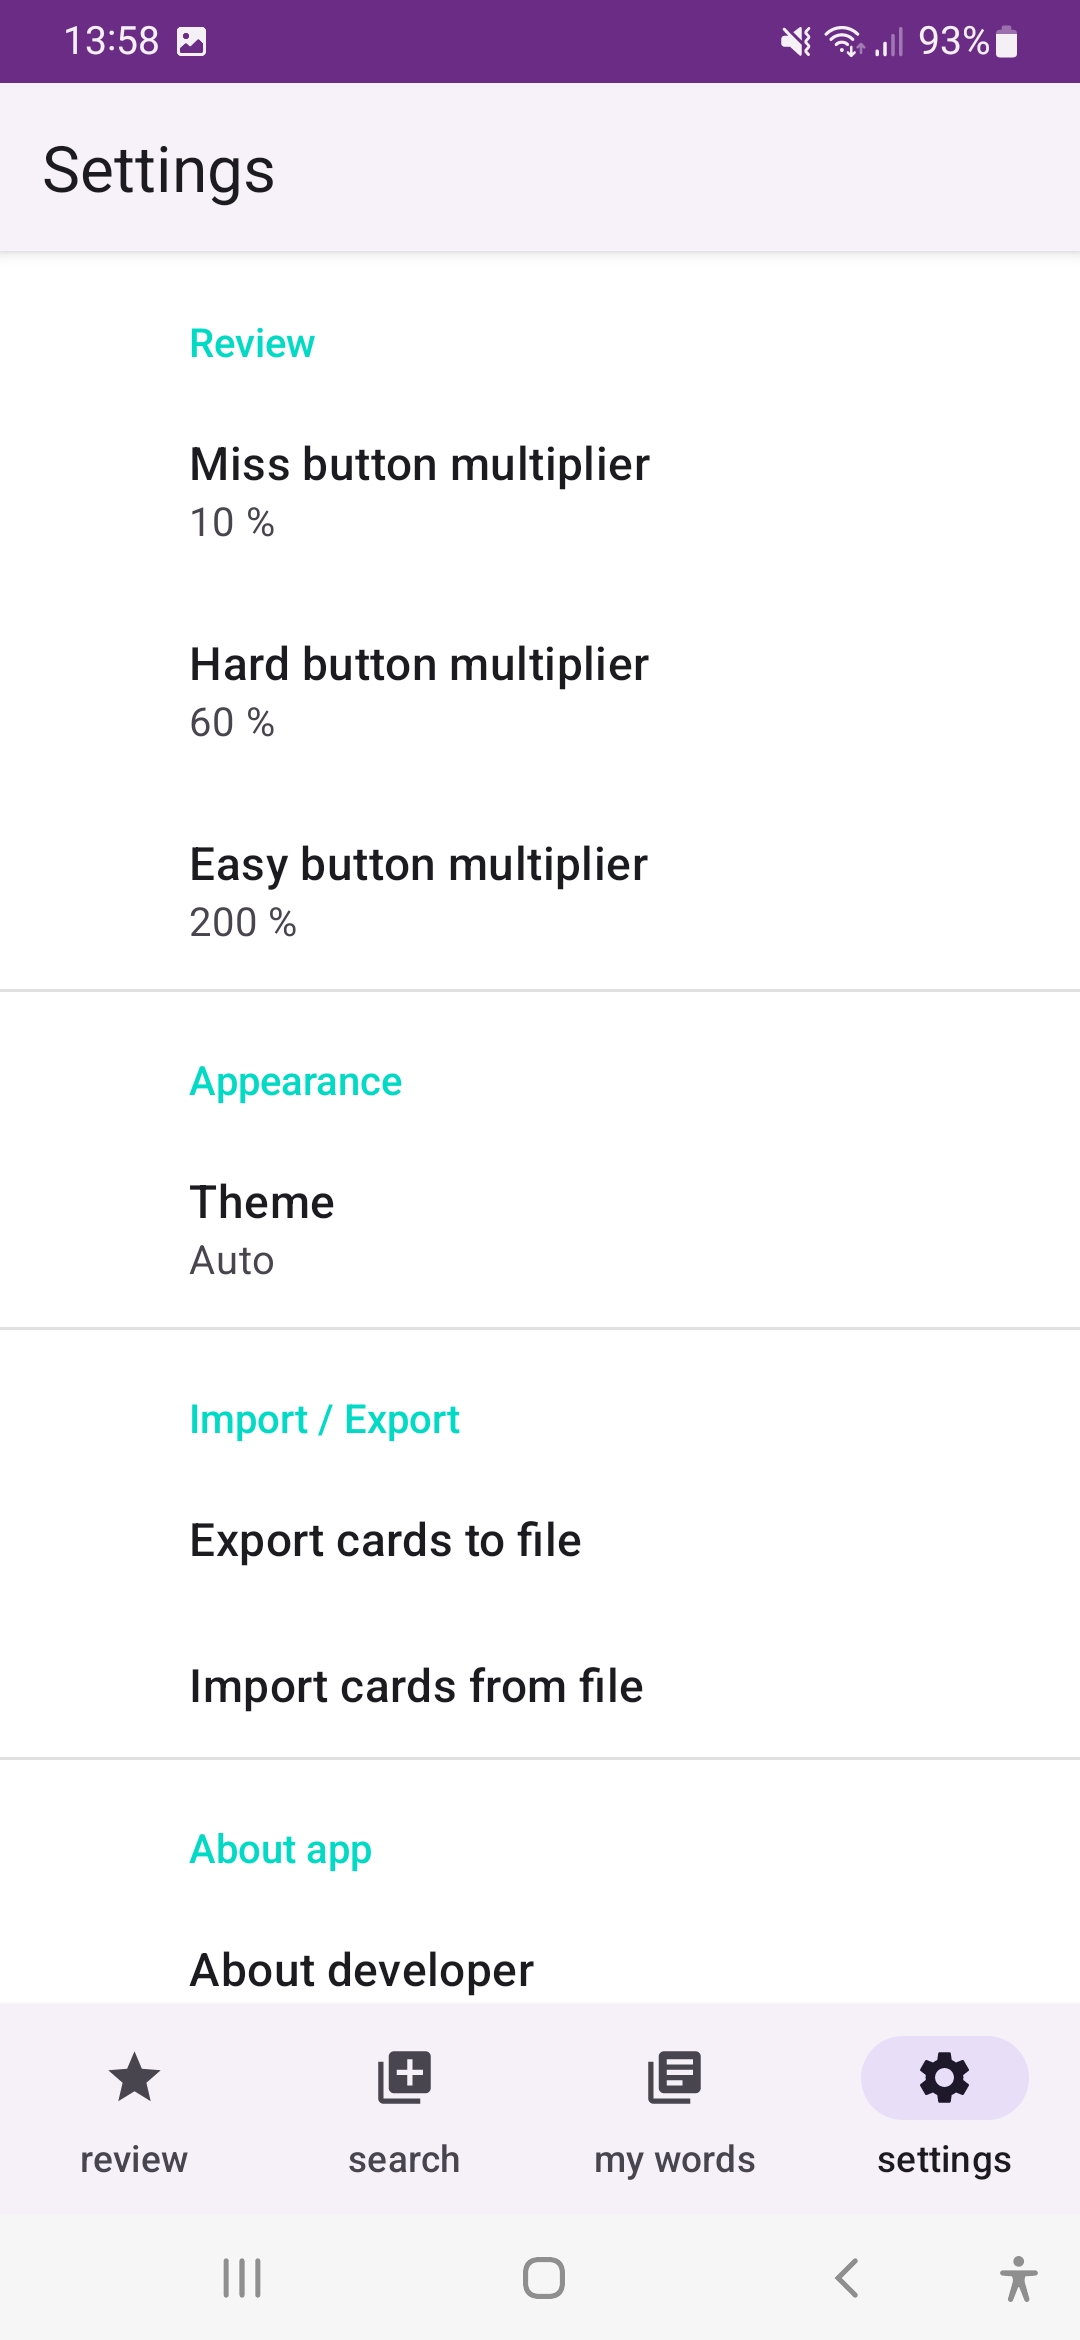 13:58 93%
Settings
Review
Miss button multiplier
10 %
Hard button multiplier
60 %
Easy button multiplier
200 %
Appearance
Theme
Auto
Import / Export
Export cards to file
Import cards from file
About app
About developer
review search my words settings